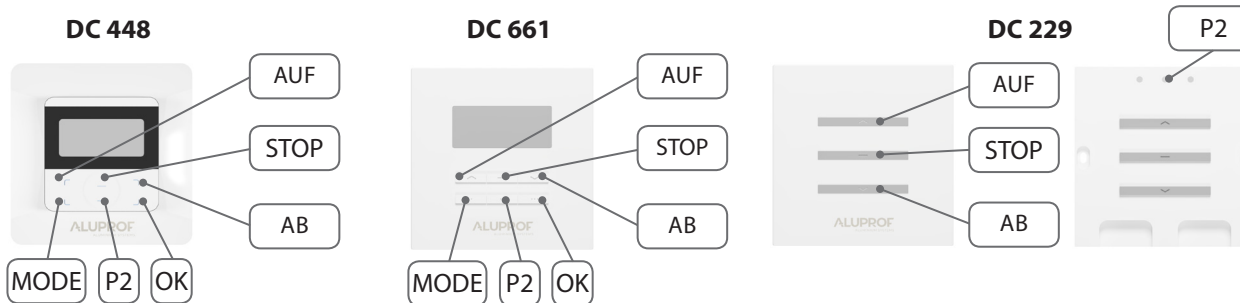 DC 448
AUF
STOP
AB
MODE
P2
OK
ALUPROF
DC 661
AUF
STOP
AB
MODE
P2
OK
ALUPROF
DC 229
AUF
STOP
AB
ALUPROF
P2